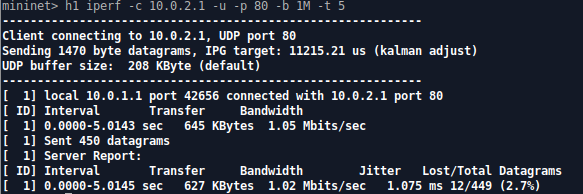 mininet> h1 iperf -c 10.0.2.1 -u -p 80 -b 1M -t 5
------------------------------------------------------------
Client connecting to 10.0.2.1, UDP port 80
Sending 1470 byte datagrams, IPG target: 11215.21 us (kalman adjust)
UDP buffer size:  208 KByte (default)
------------------------------------------------------------
[  1] local 10.0.1.1 port 42656 connected with 10.0.2.1 port 80
[ ID] Interval       Transfer     Bandwidth
[  1] 0.0000-5.0143 sec   645 KBytes  1.05 Mbits/sec
[  1] Sent 450 datagrams
[  1] Server Report:
[ ID] Interval       Transfer     Bandwidth        Jitter   Lost/Total Datagrams
[  1] 0.0000-5.0145 sec   627 KBytes  1.02 Mbits/sec   1.075 ms 12/449 (2.7%)